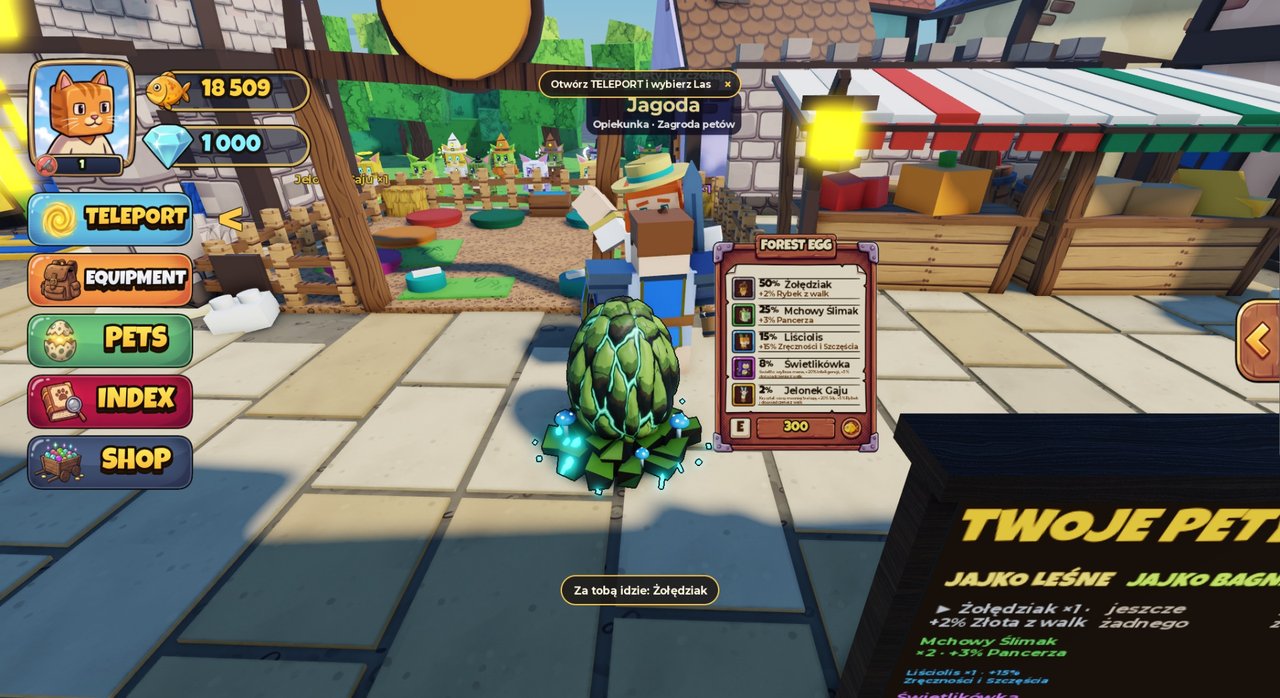 18 509
1 000
1
TELEPORT
<
EQUIPMENT
PETS
INDEX
SHOP
Otwórz TELEPORT i wybierz Las ×
Jagoda
Opiekunka · Zagroda petów
FOREST EGG
50% Żołędziak
+2% Rybek z walk
25% Mchowy Ślimak
+3% Pancerza
15% Liściolis
+15% Zręczności i Szczęścia
8% Świetlikówka
2% Jelonek Gaju
E 300
Za tobą idzie: Żołędziak
TWOJE PET
JAJKO LEŚNE JAJKO BAGN
► Żołędziak ×1 · jeszcze
+2% Złota z walk żadnego
Mchowy Ślimak
×2 · +3% Pancerza
Liściolis ×1 · +15%
Zręczności i Szczęścia
Świetlikówka